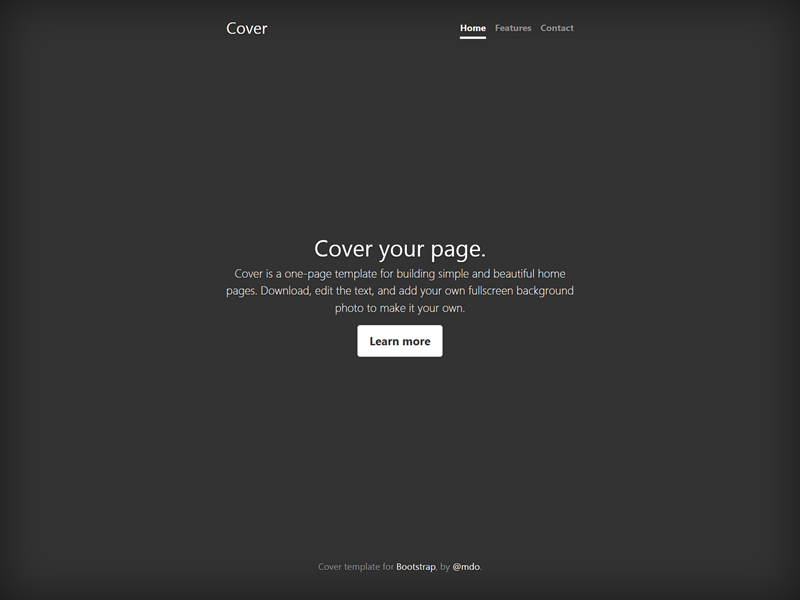 Cover
Home Features Contact
Cover your page.
Cover is a one-page template for building simple and beautiful home
pages. Download, edit the text, and add your own fullscreen background
photo to make it your own.
Learn more
Cover template for Bootstrap, by @mdo.